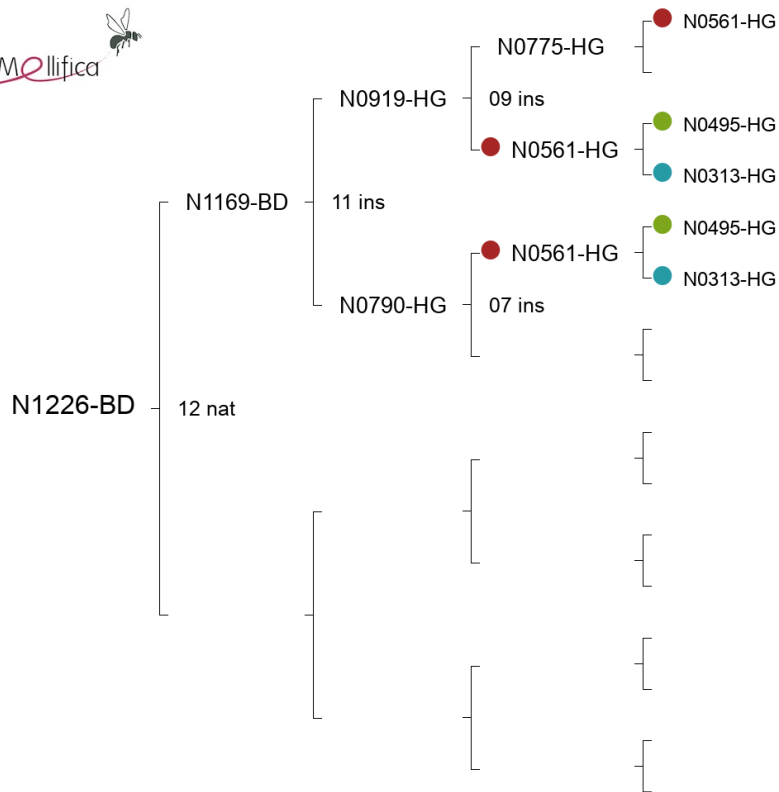 Mellifica
N0561-HG
N0775-HG
N0919-HG
09 ins
N0495-HG
N0561-HG
N0313-HG
N1169-BD
11 ins
N0495-HG
N0561-HG
N0313-HG
N0790-HG
07 ins
N1226-BD
12 nat